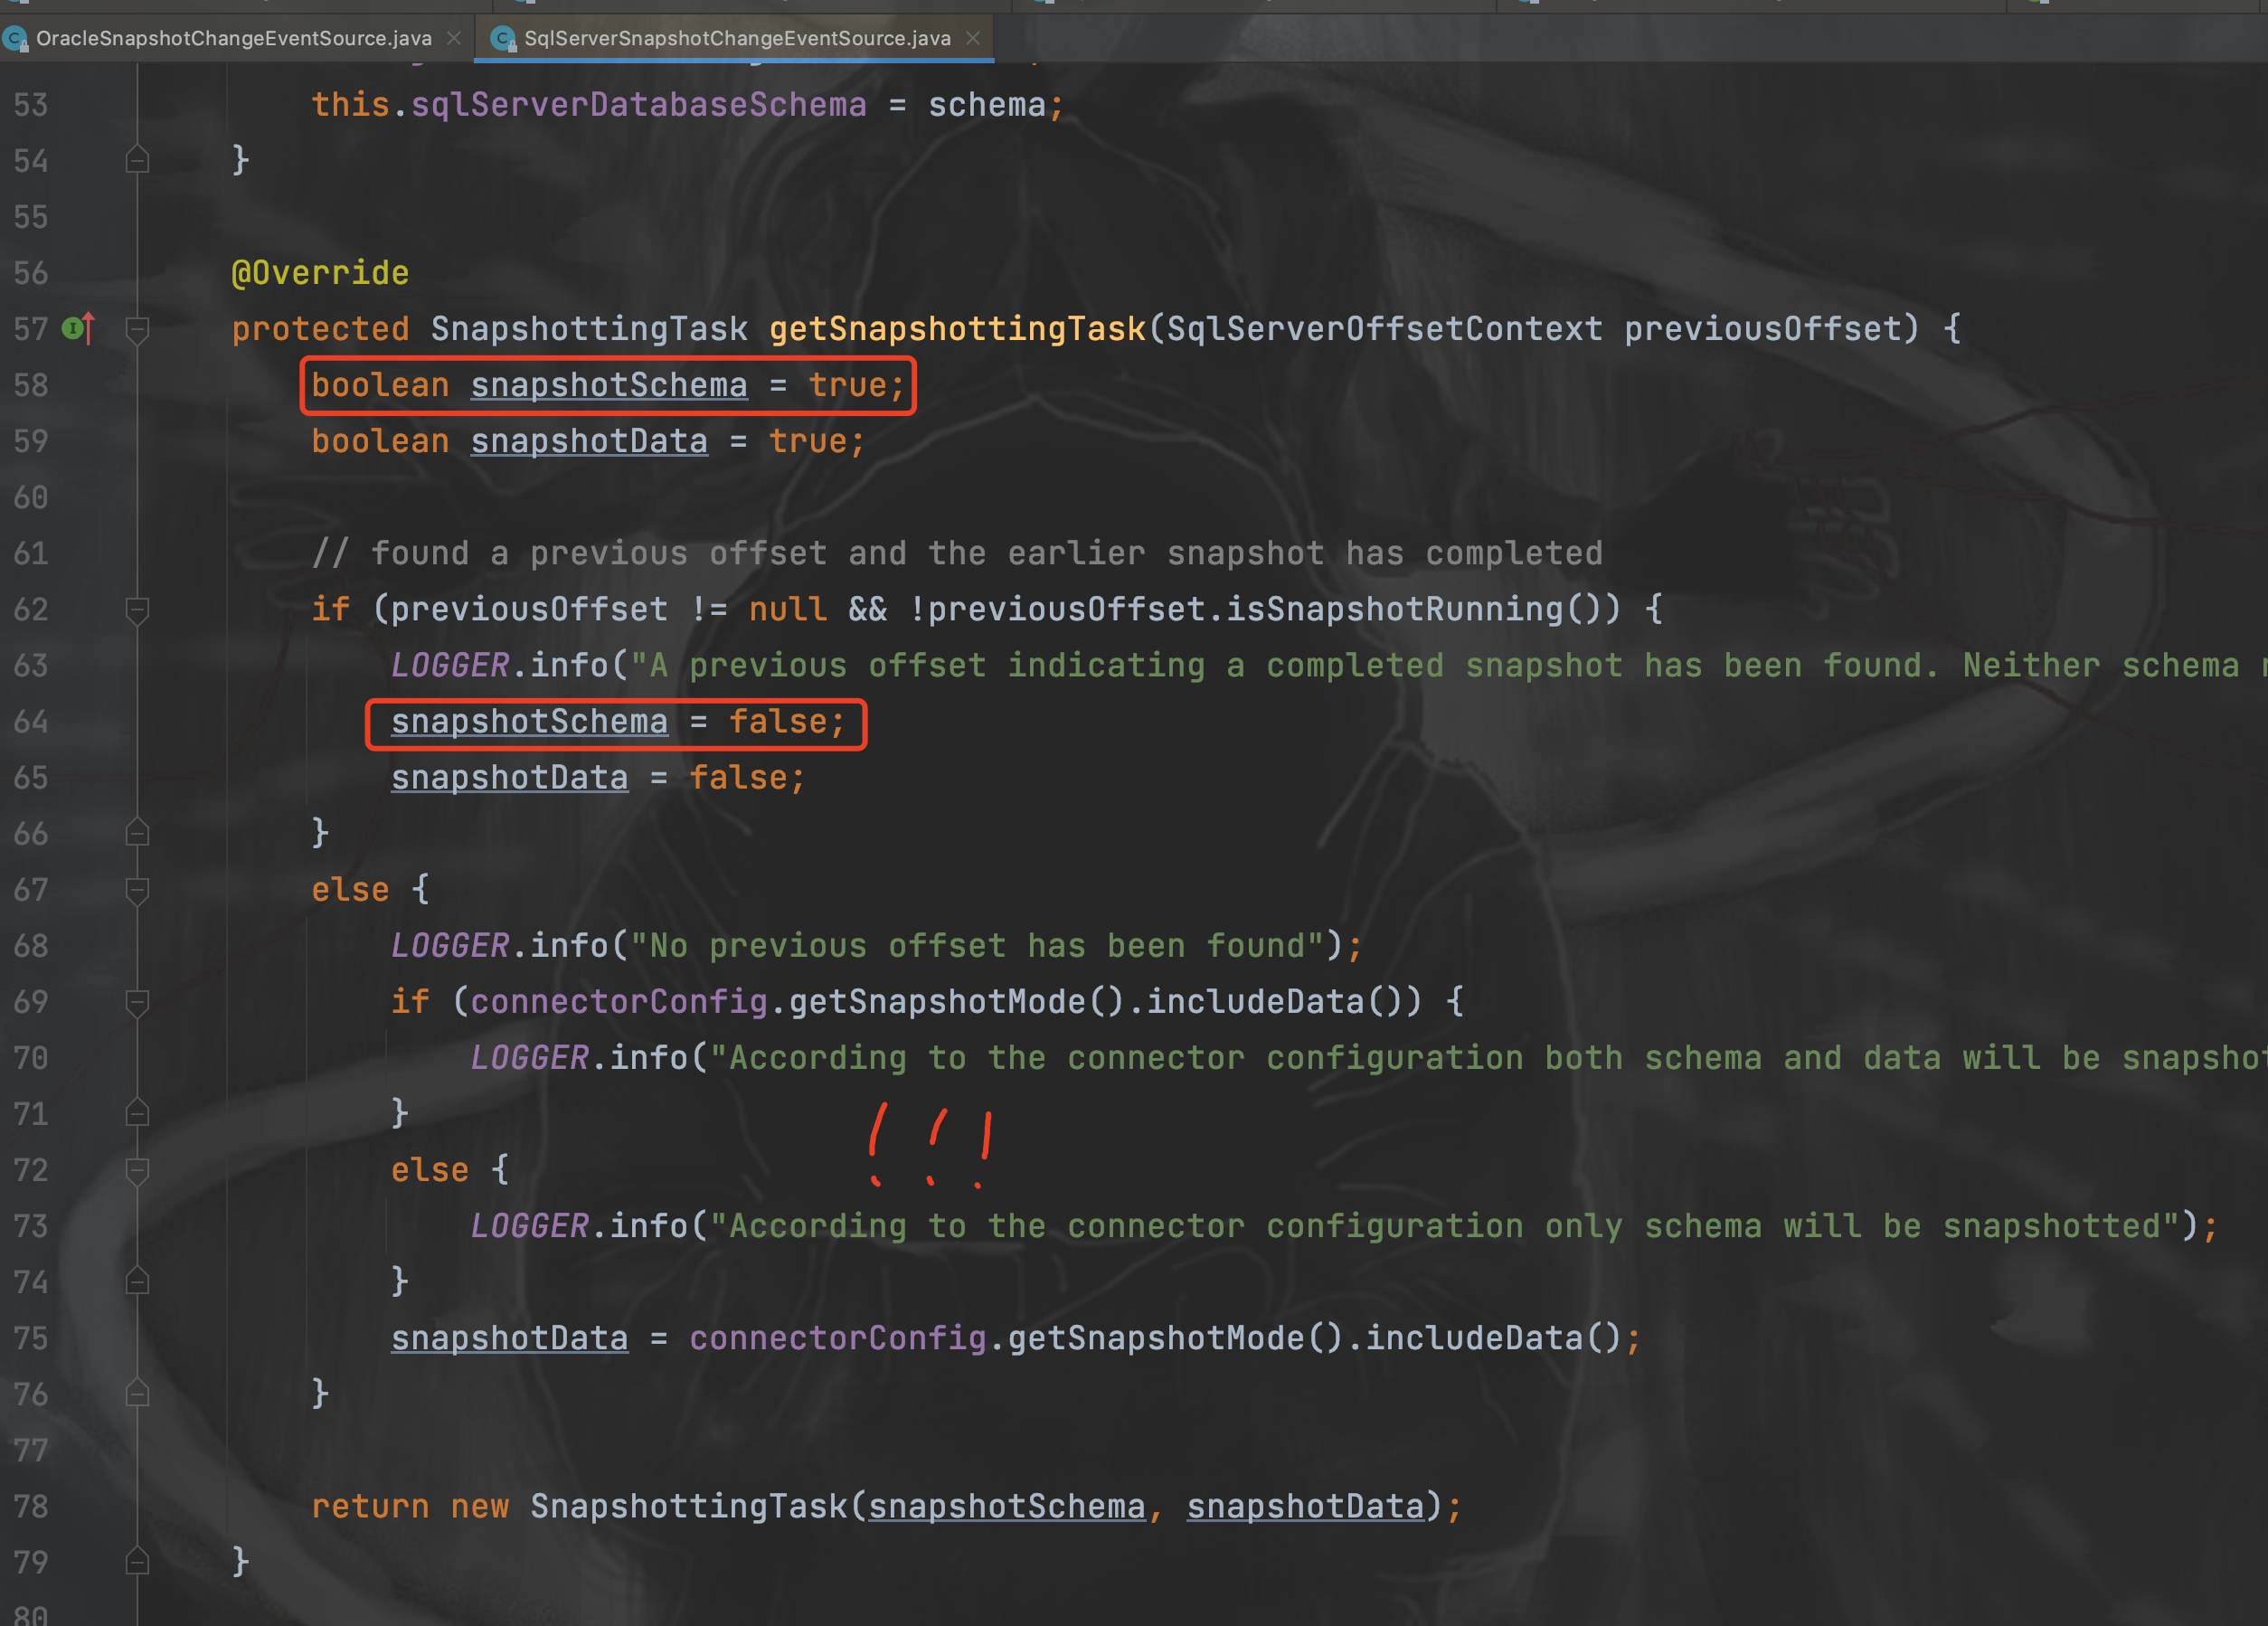 OracleSnapshotChangeEventSource.java
SqlServerSnapshotChangeEventSource.java
53 this.sqlServerDatabaseSchema = schema;
54 }
55
56 @Override
57 protected SnapshottingTask getSnapshottingTask(SqlServerOffsetContext previousOffset) {
58 boolean snapshotSchema = true;
59 boolean snapshotData = true;
60
61 // found a previous offset and the earlier snapshot has completed
62 if (previousOffset != null && !previousOffset.isSnapshotRunning()) {
63 LOGGER.info("A previous offset indicating a completed snapshot has been found. Neither schema
64 snapshotSchema = false;
65 snapshotData = false;
66 }
67 else {
68 LOGGER.info("No previous offset has been found");
69 if (connectorConfig.getSnapshotMode().includeData()) {
70 LOGGER.info("According to the connector configuration both schema and data will be snapshot
71 }
! ! !
72 else {
73 LOGGER.info("According to the connector configuration only schema will be snapshotted");
74 }
75 snapshotData = connectorConfig.getSnapshotMode().includeData();
76 }
77
78 return new SnapshottingTask(snapshotSchema, snapshotData);
79 }
80